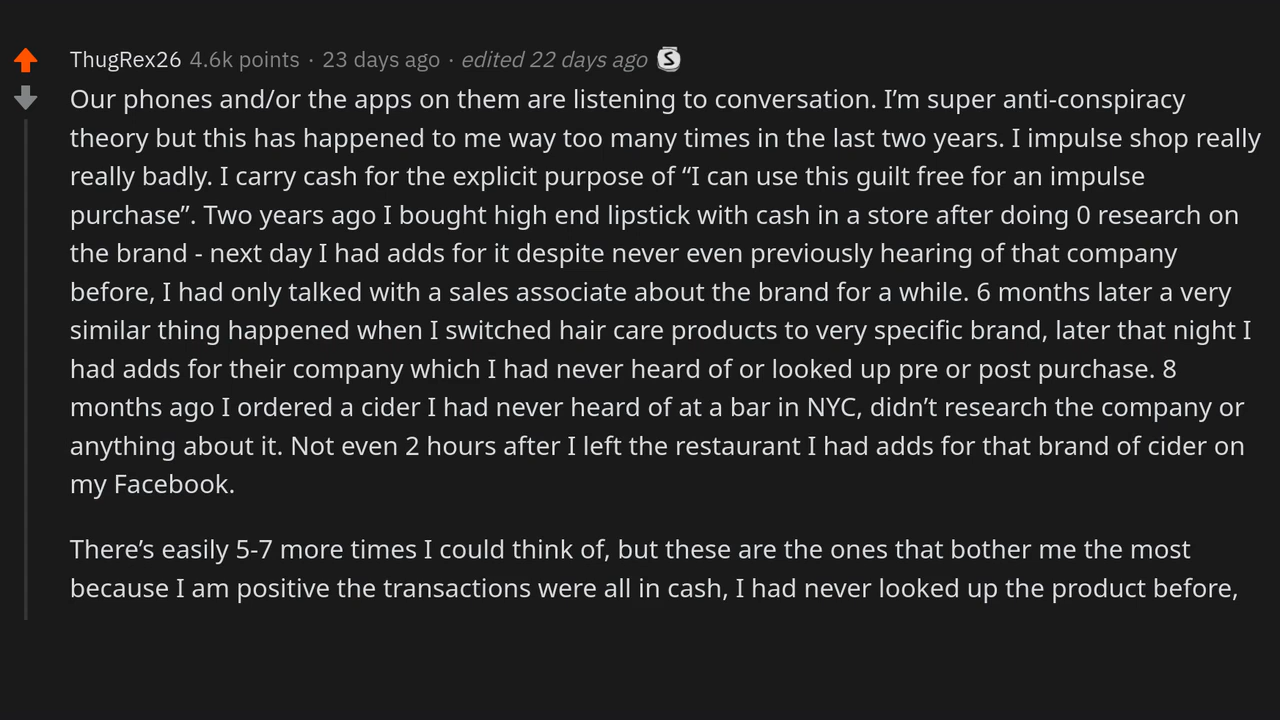 ThugRex26 4.6k points · 23 days ago · edited 22 days ago S
Our phones and/or the apps on them are listening to conversation. I’m super anti-conspiracy
theory but this has happened to me way too many times in the last two years. I impulse shop really
really badly. I carry cash for the explicit purpose of “I can use this guilt free for an impulse
purchase”. Two years ago I bought high end lipstick with cash in a store after doing 0 research on
the brand - next day I had adds for it despite never even previously hearing of that company
before, I had only talked with a sales associate about the brand for a while. 6 months later a very
similar thing happened when I switched hair care products to very specific brand, later that night I
had adds for their company which I had never heard of or looked up pre or post purchase. 8
months ago I ordered a cider I had never heard of at a bar in NYC, didn’t research the company or
anything about it. Not even 2 hours after I left the restaurant I had adds for that brand of cider on
my Facebook.
There’s easily 5-7 more times I could think of, but these are the ones that bother me the most
because I am positive the transactions were all in cash, I had never looked up the product before,